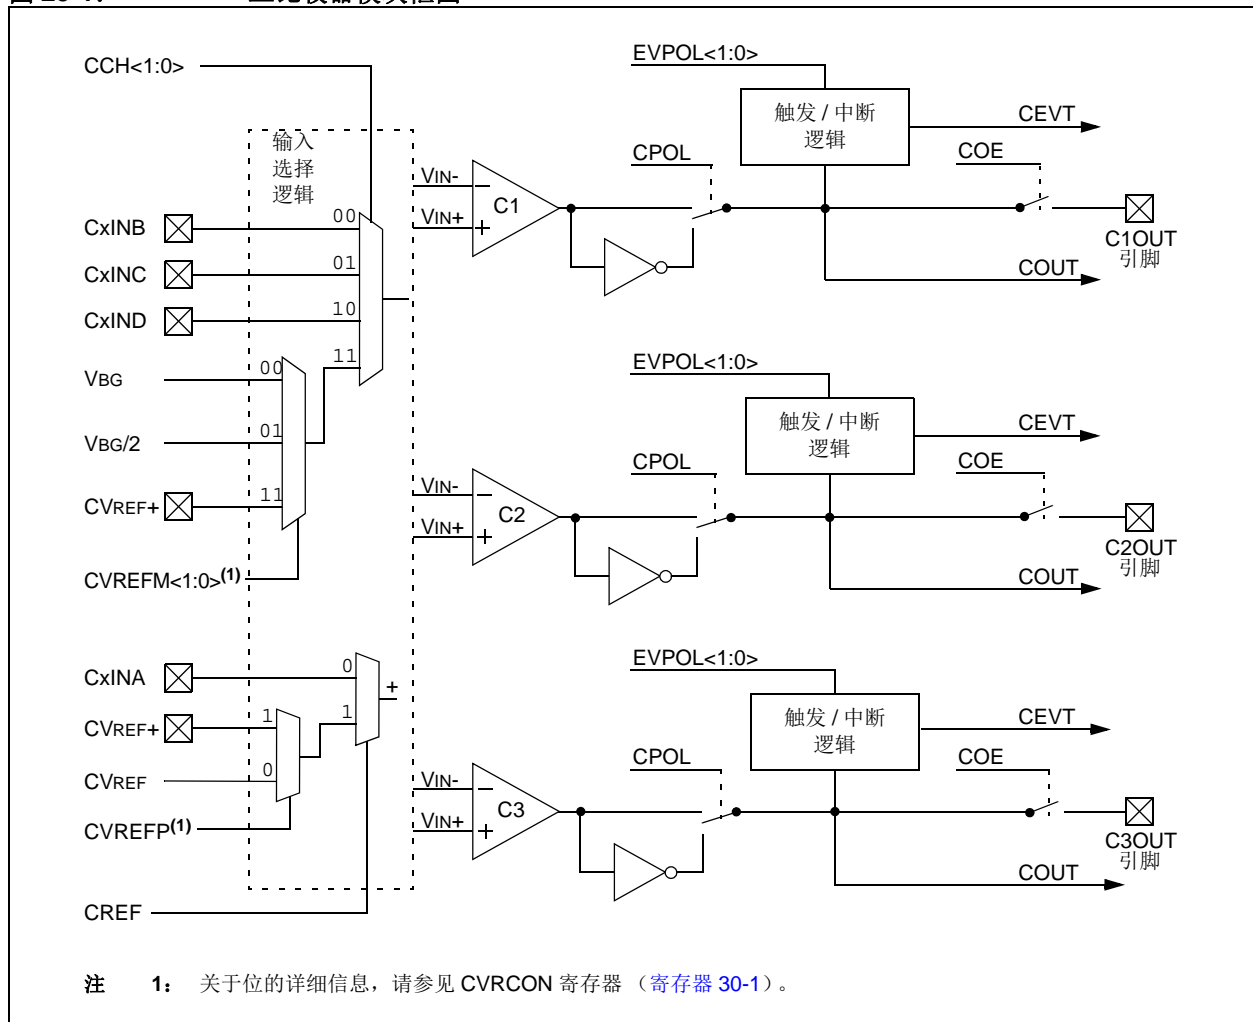 CCH<1:0>
输入
选择
逻辑
CxINB
00
CxINC
01
CxIND
10
11
VBG
00
VBG/2
01
CVREF+
11
CVREFM<1:0>(1)
CxINA
0
+
CVREF+
1
1
CVREF
0
CVREFP(1)
CREF
EVPOL<1:0>
触发 / 中断
逻辑
CEVT
CPOL
COE
VIN-
VIN+
-
+
C1
C1OUT
引脚
COUT
EVPOL<1:0>
触发 / 中断
逻辑
CEVT
CPOL
COE
VIN-
VIN+
-
+
C2
C2OUT
引脚
COUT
EVPOL<1:0>
触发 / 中断
逻辑
CEVT
CPOL
COE
VIN-
VIN+
-
+
C3
C3OUT
引脚
COUT
注 1： 关于位的详细信息，请参见 CVRCON 寄存器 （寄存器 30-1）。